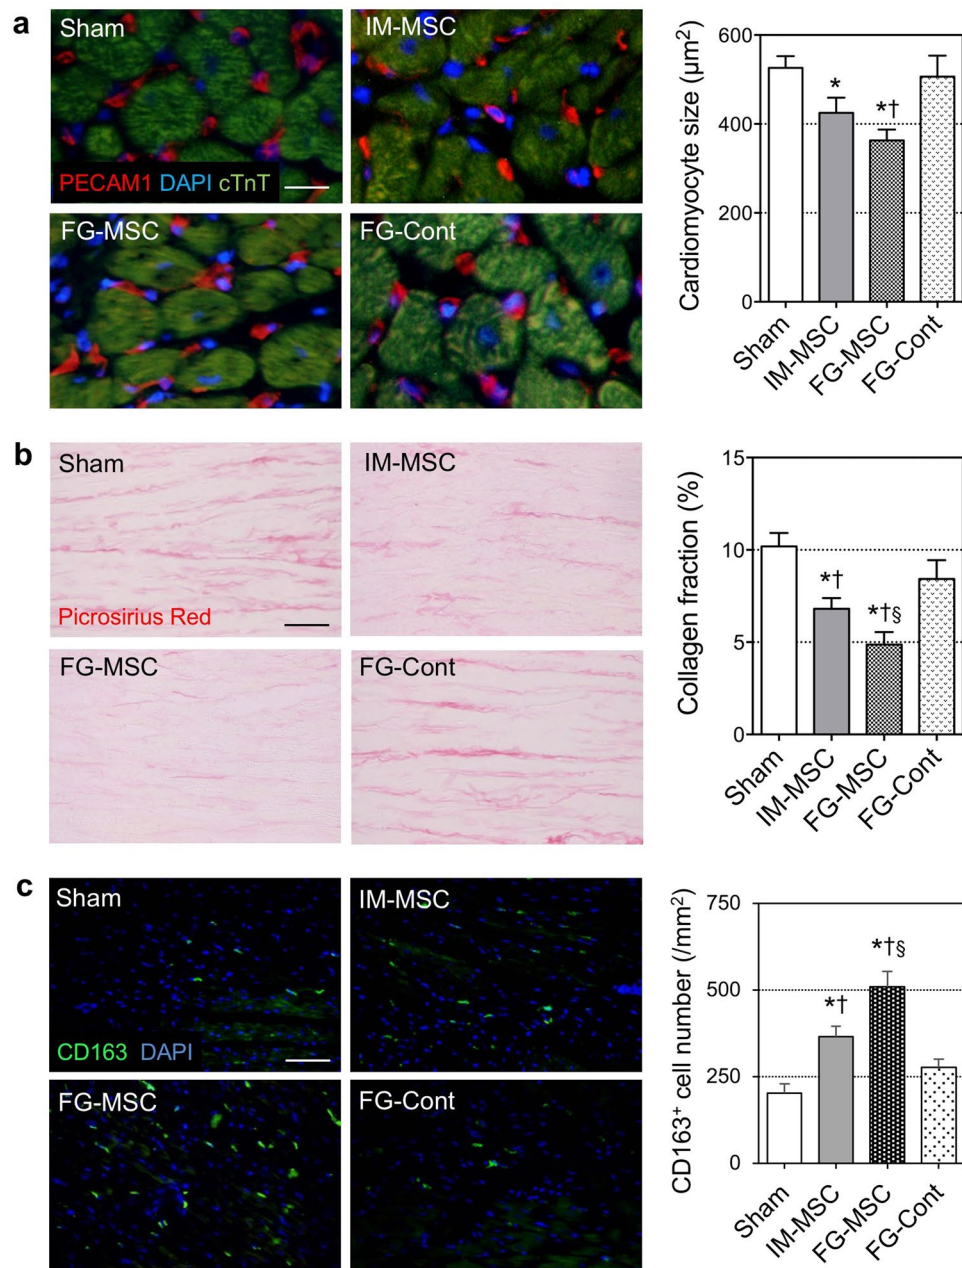 a
Sham
IM-MSC
PECAM1 DAPI cTnT
FG-MSC
FG-Cont
Cardiomyocyte size (µm²)
600
400
200
0
*
*†
Sham
IM-MSC
FG-MSC
FG-Cont
b
Sham
IM-MSC
Picrosirius Red
FG-MSC
FG-Cont
Collagen fraction (%)
15
10
5
0
*†
*†§
Sham
IM-MSC
FG-MSC
FG-Cont
c
Sham
IM-MSC
CD163 DAPI
FG-MSC
FG-Cont
CD163⁺ cell number (/mm²)
750
500
250
0
*†
*†§
Sham
IM-MSC
FG-MSC
FG-Cont